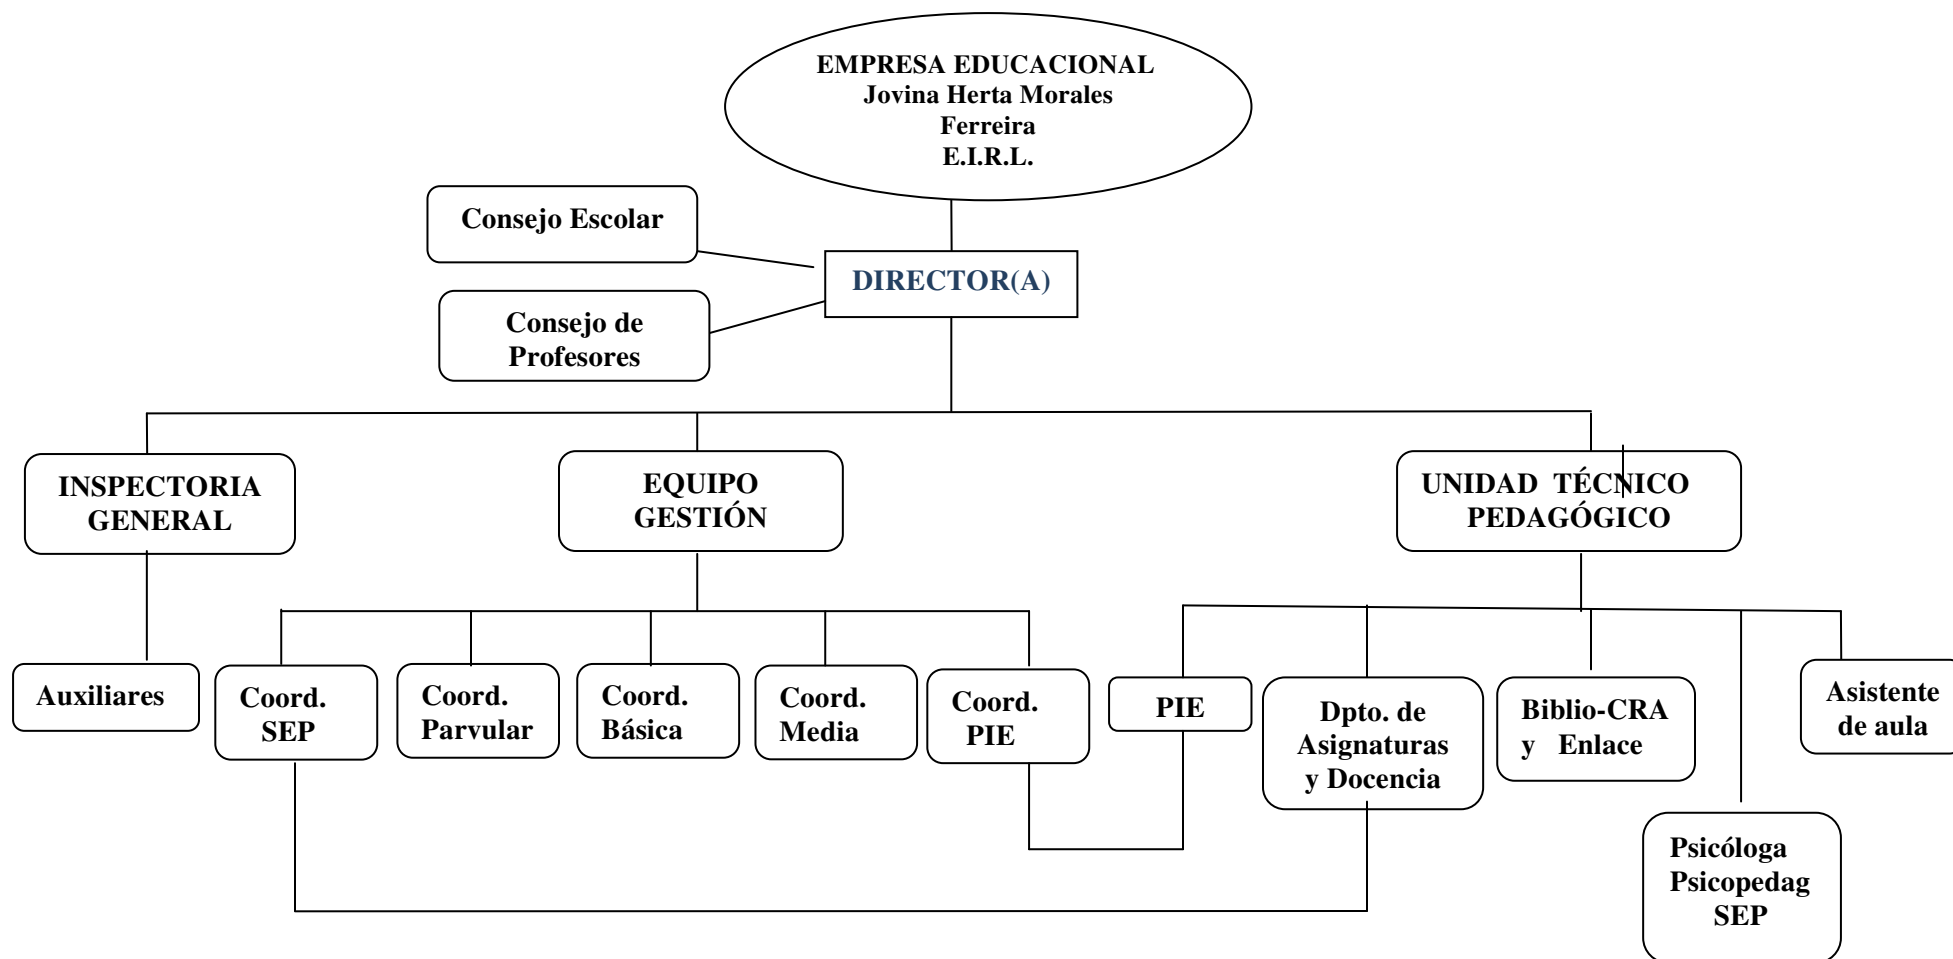 EMPRESA EDUCACIONAL
Jovina Herta Morales
Ferreira
E.I.R.L.
Consejo Escolar
DIRECTOR(A)
Consejo de
Profesores
INSPECTORIA
GENERAL
EQUIPO
GESTIÓN
UNIDAD TÉCNICO
PEDAGÓGICO
Auxiliares
Coord.
SEP
Coord.
Parvular
Coord.
Básica
Coord.
Media
Coord.
PIE
PIE
Dpto. de
Asignaturas
y Docencia
Biblio-CRA
y Enlace
Asistente
de aula
Psicóloga
Psicopedag
SEP